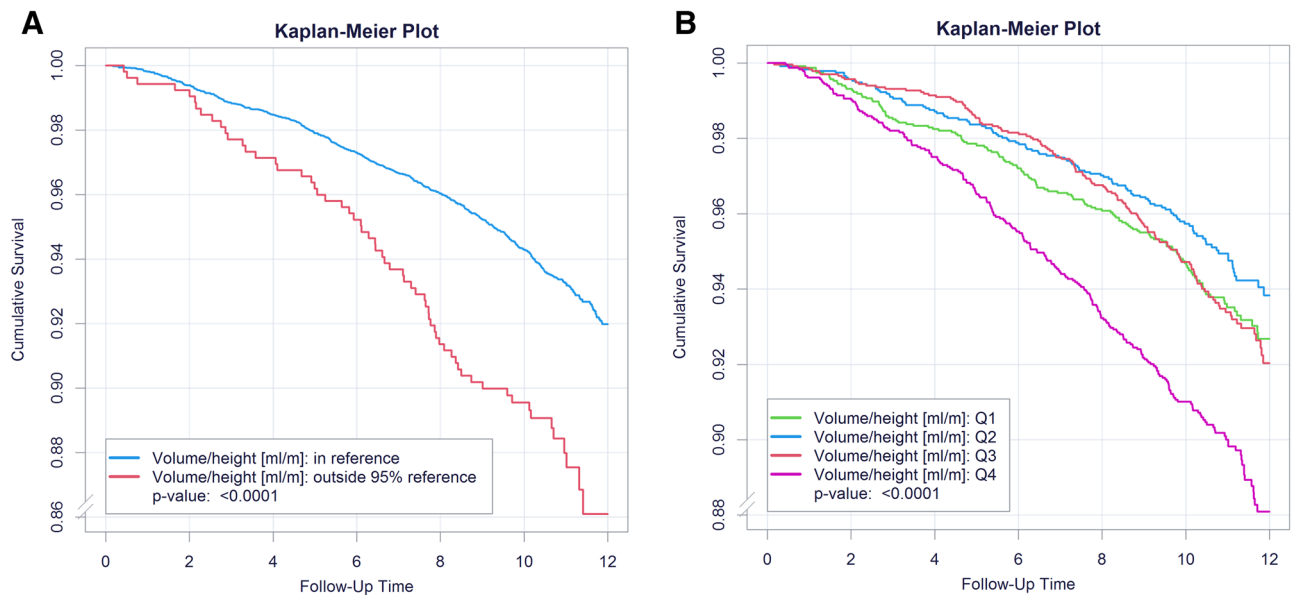 A
Kaplan-Meier Plot
Cumulative Survival
1.00
0.98
0.96
0.94
0.92
0.90
0.88
0.86
Volume/height [ml/m]: in reference
Volume/height [ml/m]: outside 95% reference
p-value: <0.0001
0 2 4 6 8 10 12
Follow-Up Time
B
Kaplan-Meier Plot
Cumulative Survival
1.00
0.98
0.96
0.94
0.92
0.90
0.88
Volume/height [ml/m]: Q1
Volume/height [ml/m]: Q2
Volume/height [ml/m]: Q3
Volume/height [ml/m]: Q4
p-value: <0.0001
0 2 4 6 8 10 12
Follow-Up Time